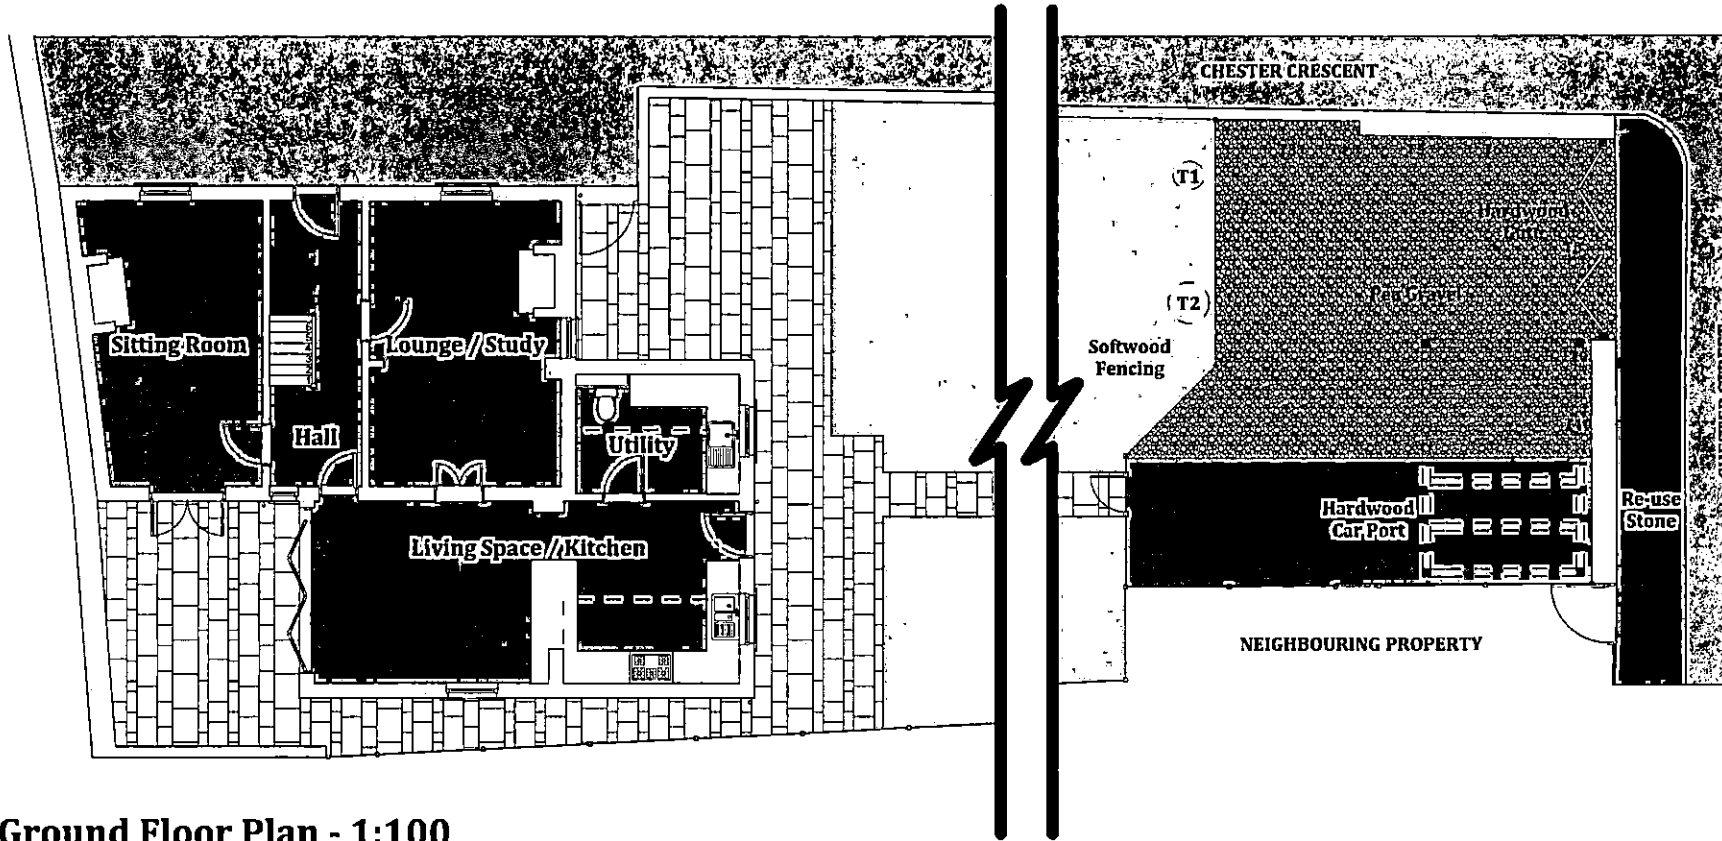 CHESTER CRESCENT
T1
Hardwood
T2
Pea Gravel
Sitting Room
Lounge / Study
Softwood
Fencing
Hall
Utility
Hardwood
Car Port
Re-use
Stone
Living Space / Kitchen
NEIGHBOURING PROPERTY
Ground Floor Plan - 1:100